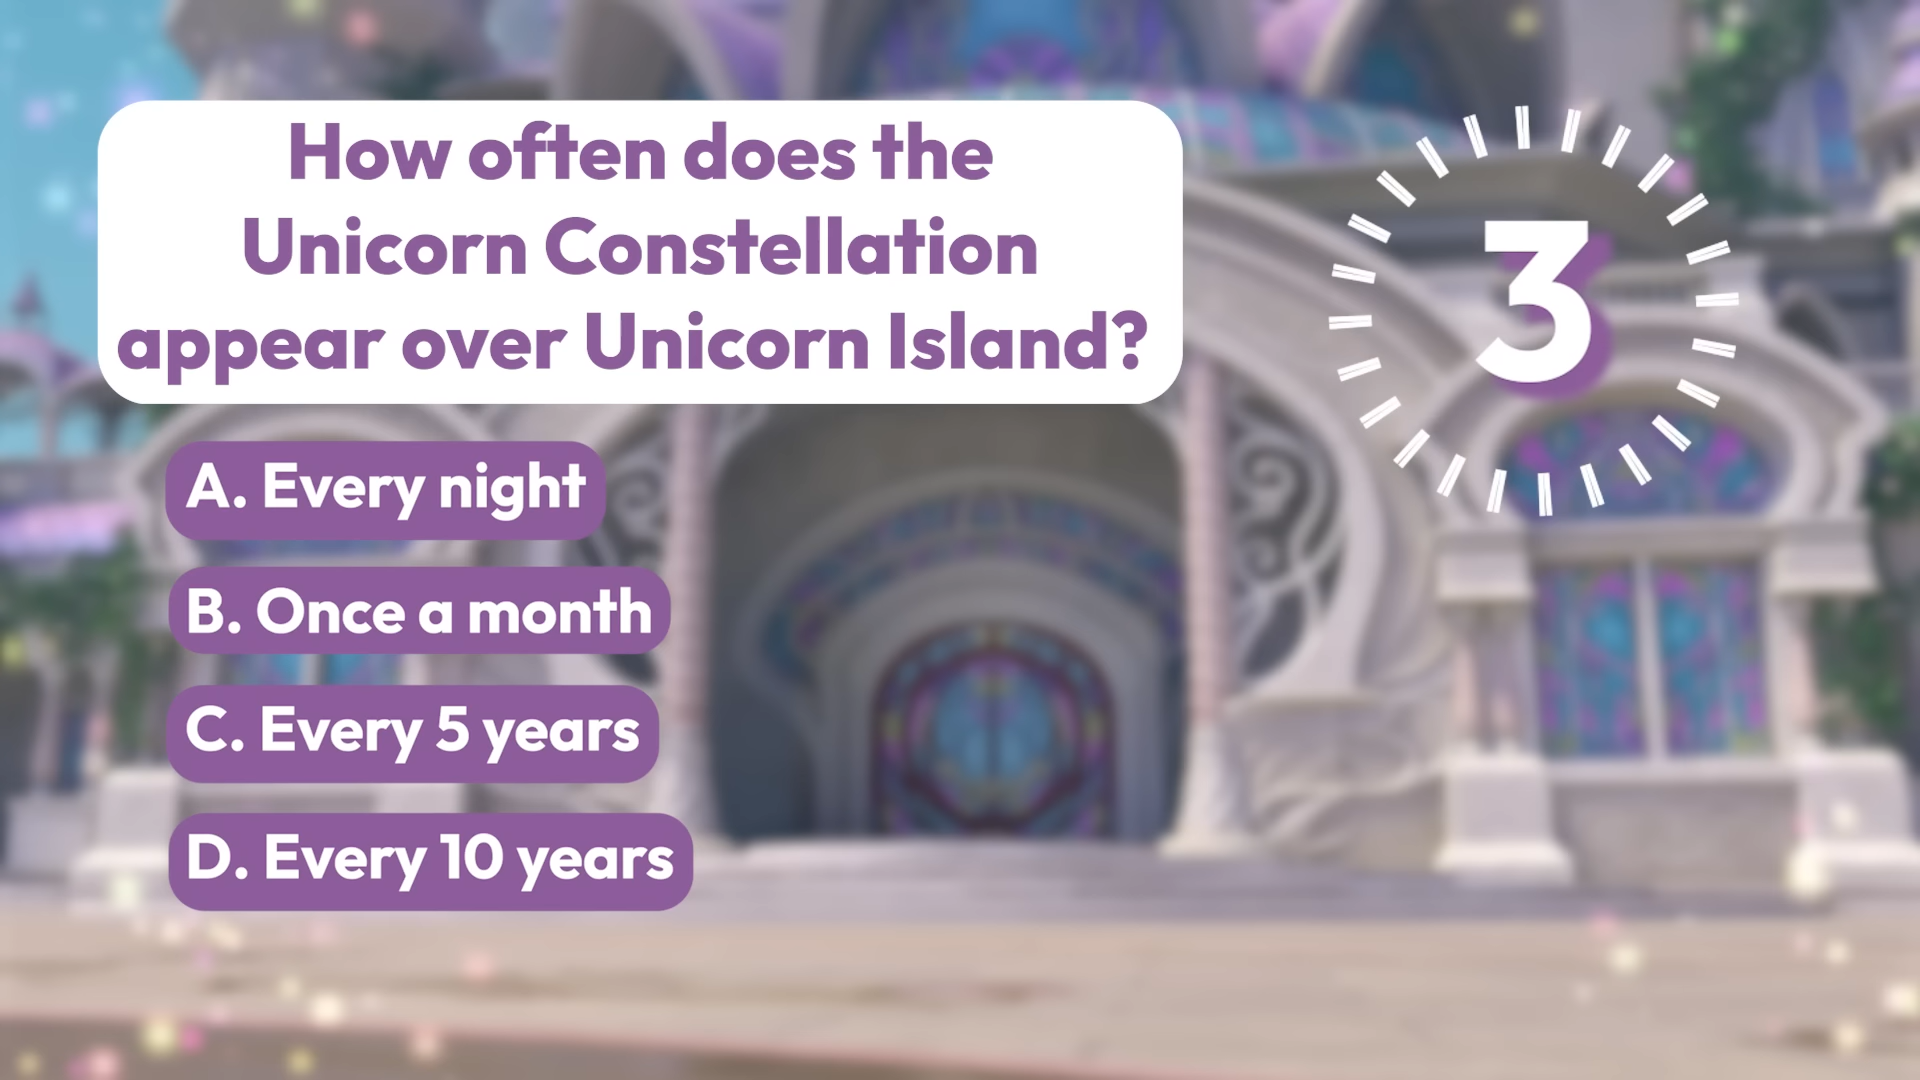 How often does the
Unicorn Constellation
appear over Unicorn Island?
3
A. Every night
B. Once a month
C. Every 5 years
D. Every 10 years